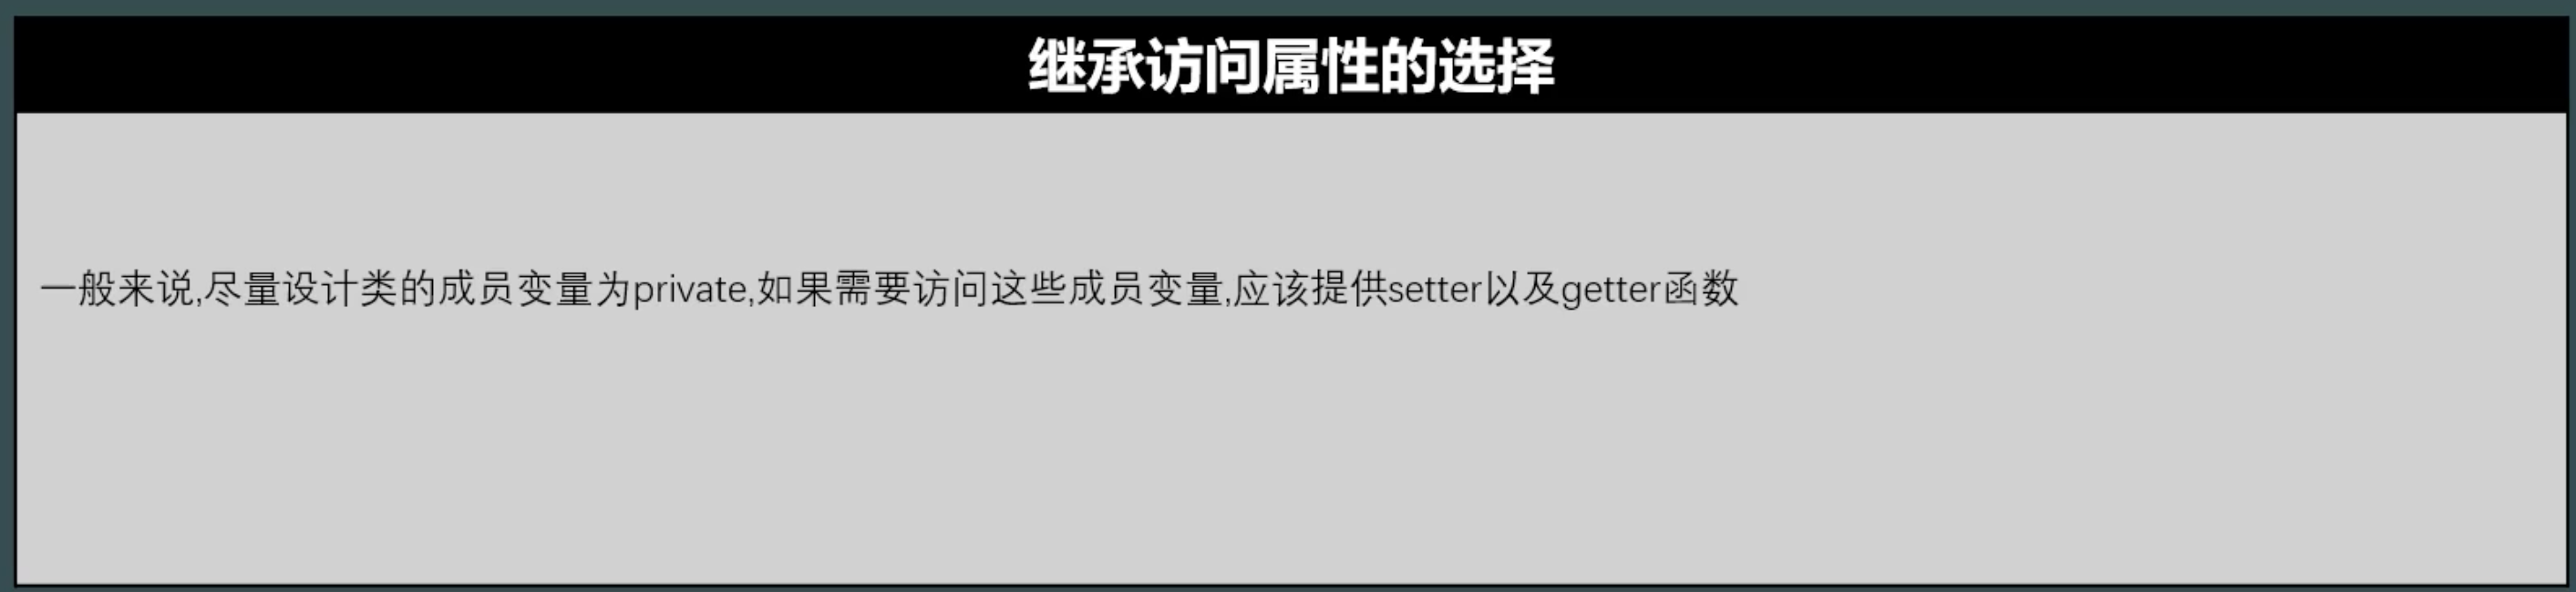 继承访问属性的选择
一般来说,尽量设计类的成员变量为private,如果需要访问这些成员变量,应该提供setter以及getter函数